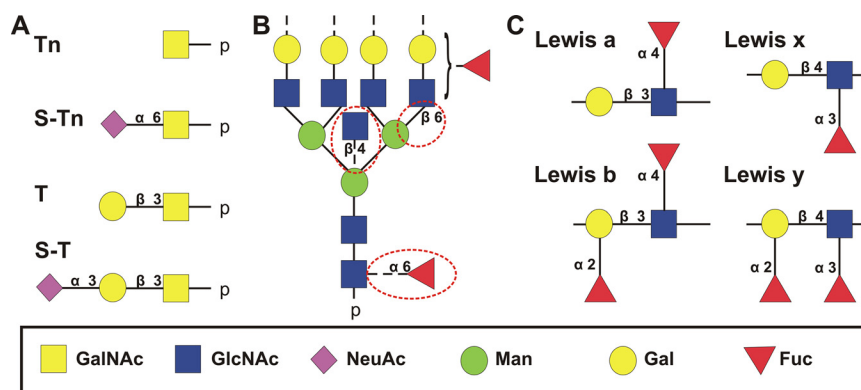 A
Tn
p
S-Tn
α 6
p
T
β 3
p
S-T
α 3
β 3
p
B
β 6
β 4
α 6
p
C
Lewis a
α 4
β 3
Lewis x
β 4
α 3
Lewis b
α 4
β 3
α 2
Lewis y
β 4
α 2
α 3
GalNAc GlcNAc NeuAc Man Gal Fuc